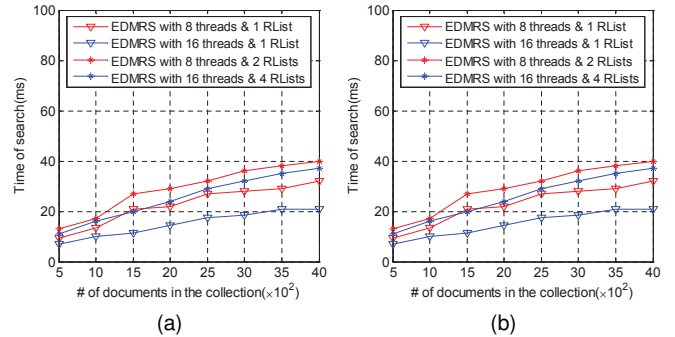 100
80
60
40
20
0
Time of search(ms)
EDMRS with 8 threads & 1 RList
EDMRS with 16 threads & 1 RList
EDMRS with 8 threads & 2 RLists
EDMRS with 16 threads & 4 RLists
5 10 15 20 25 30 35 40
# of documents in the collection(×10²)
(a)
100
80
60
40
20
0
Time of search(ms)
EDMRS with 8 threads & 1 RList
EDMRS with 16 threads & 1 RList
EDMRS with 8 threads & 2 RLists
EDMRS with 16 threads & 4 RLists
5 10 15 20 25 30 35 40
# of documents in the collection(×10²)
(b)